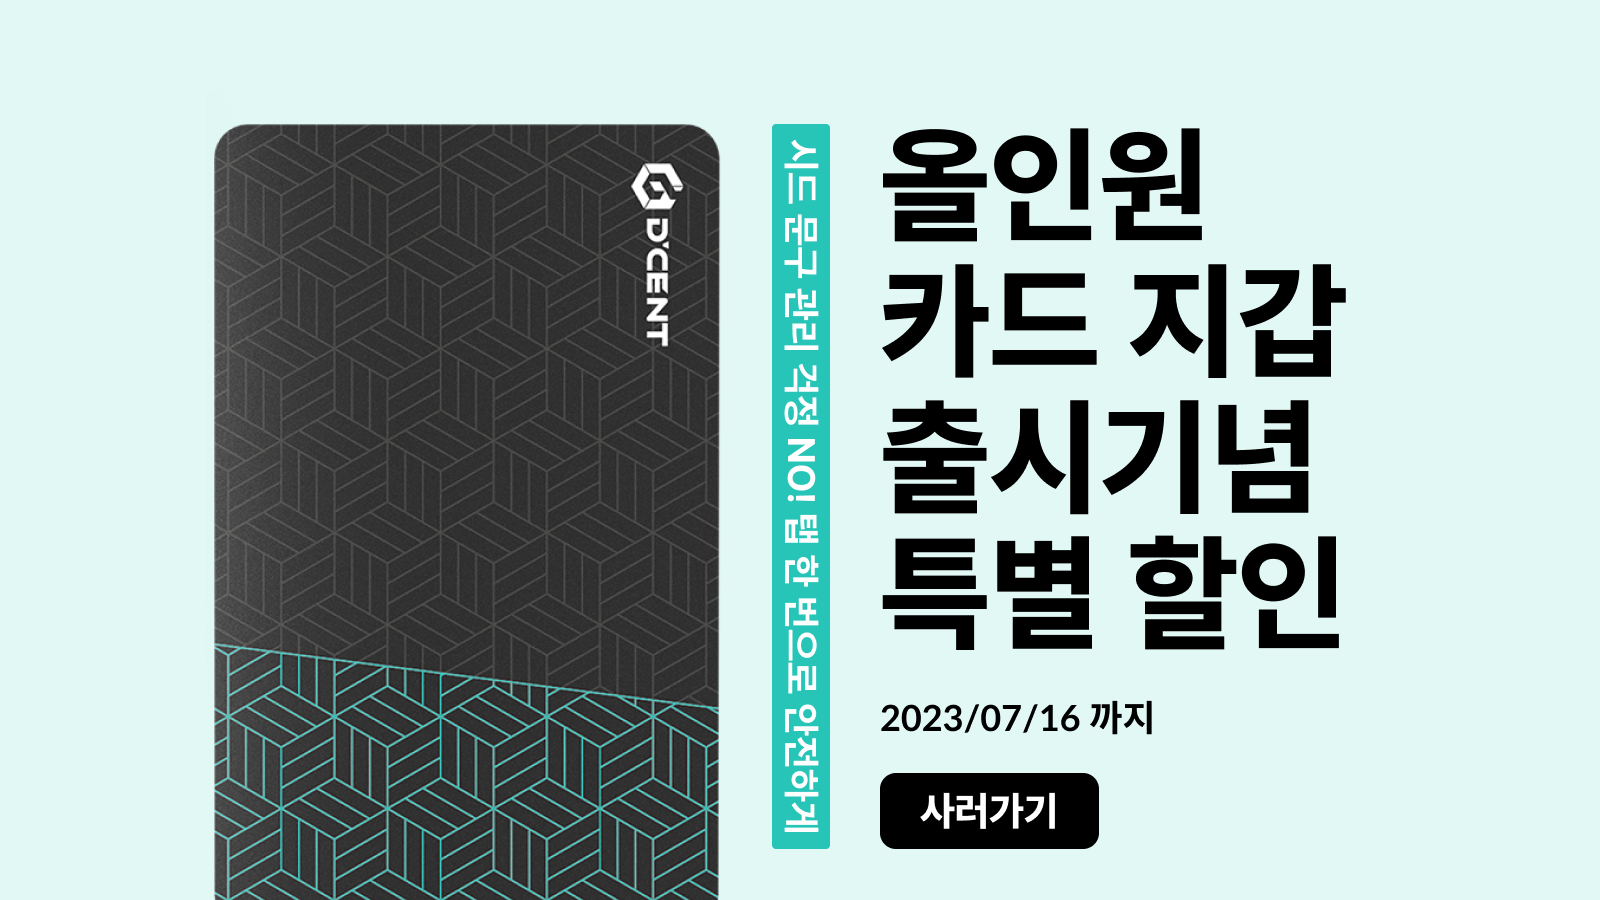 D'CENT
시드 문구 관리 걱정 NO! 탭 한 번으로 안전하게
올인원
카드 지갑
출시기념
특별 할인
2023/07/16 까지
사러가기